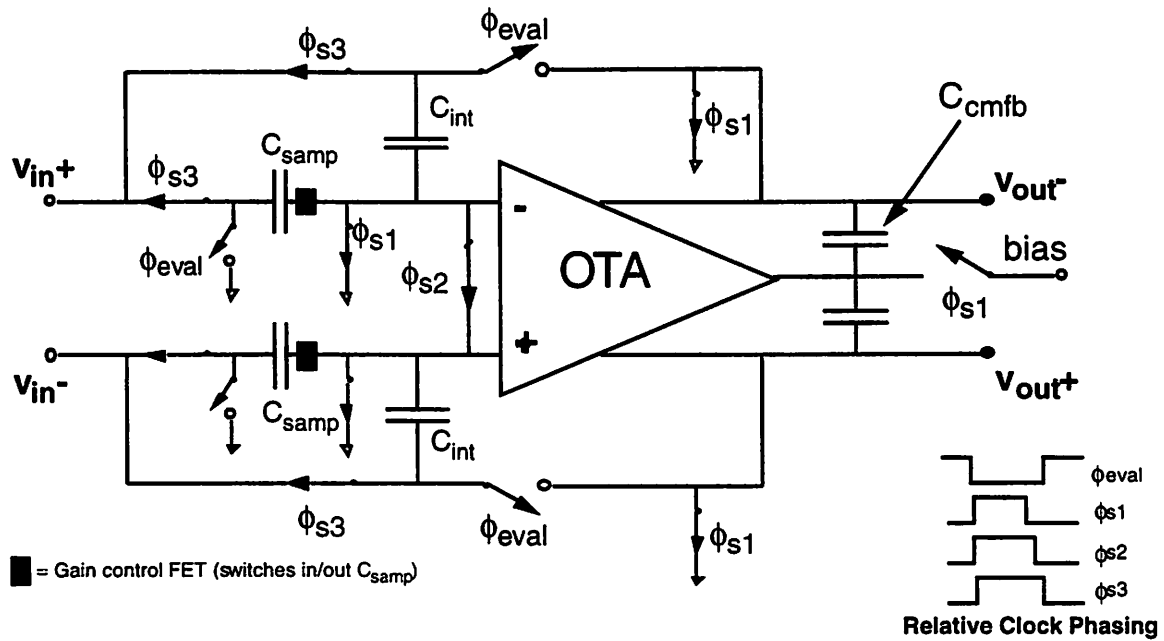 ϕs3
ϕeval
Cint
ϕs1
Ccmfb
Csamp
vin+
ϕs3
vout-
-
ϕeval
ϕs1
ϕs2
OTA
bias
ϕs1
+
vin-
Csamp
Cint
vout+
ϕs3
ϕeval
ϕs1
ϕeval
ϕs1
ϕs2
ϕs3
= Gain control FET (switches in/out Csamp)
Relative Clock Phasing